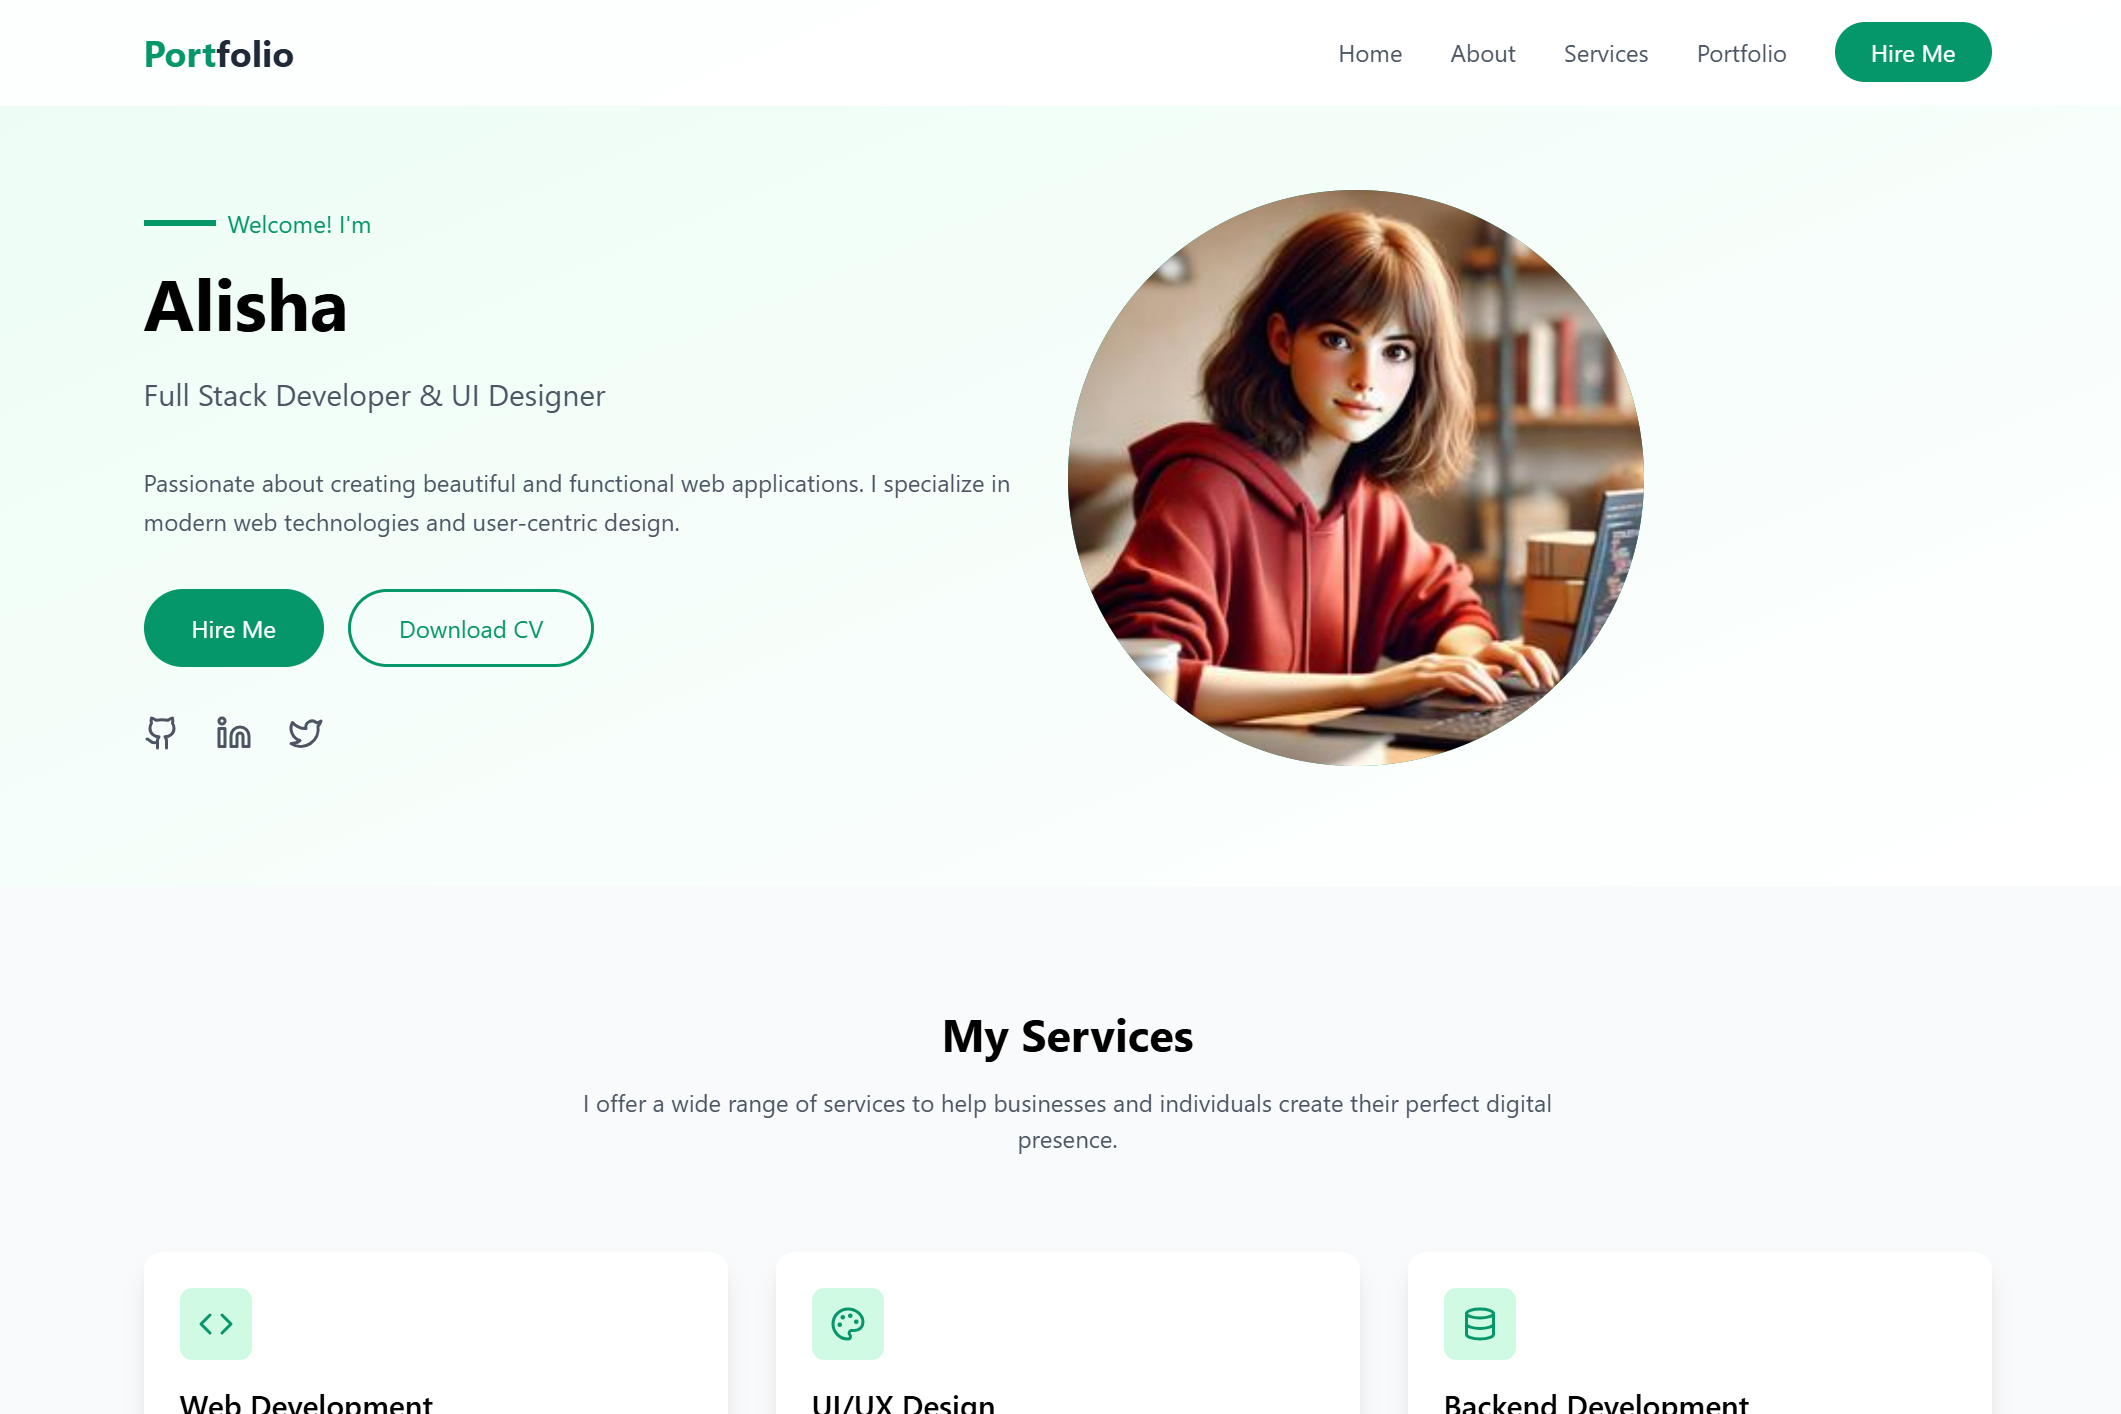 Portfolio
Home
About
Services
Portfolio
Hire Me
Welcome! I'm
Alisha
Full Stack Developer & UI Designer
Passionate about creating beautiful and functional web applications. I specialize in
modern web technologies and user-centric design.
Hire Me
Download CV
My Services
I offer a wide range of services to help businesses and individuals create their perfect digital
presence.
Web Development
UI/UX Design
Backend Development